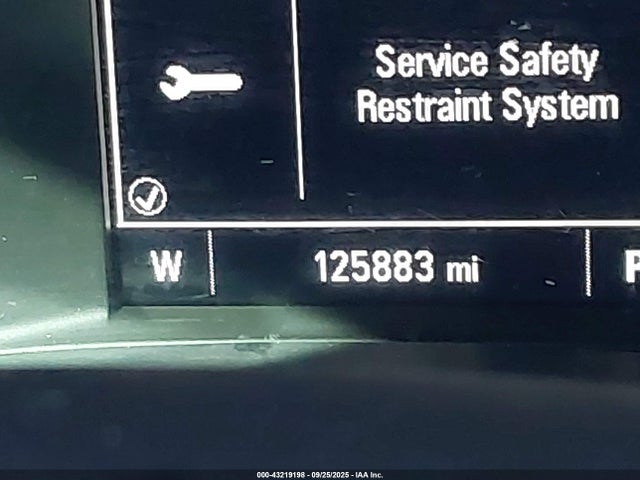 Service Safety
Restraint System
W 125883 mi P
000-43219198 - 09/25/2025 - IAA Inc.